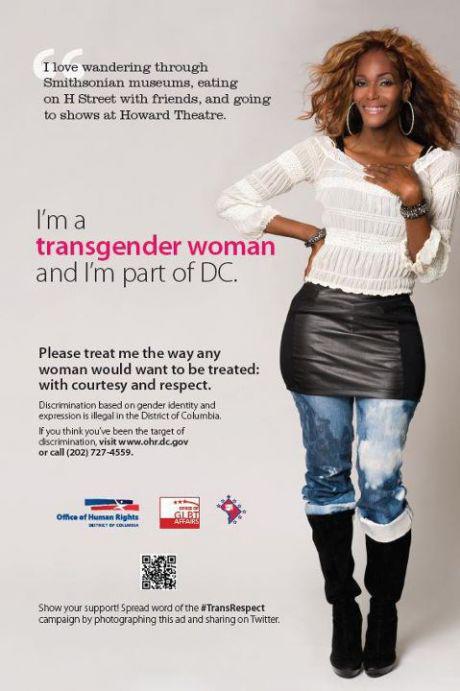 “
I love wandering through
Smithsonian museums, eating
on H Street with friends, and going
to shows at Howard Theatre.
I'm a
transgender woman
and I'm part of DC.
Please treat me the way any
woman would want to be treated:
with courtesy and respect.
Discrimination based on gender identity and
expression is illegal in the District of Columbia.
If you think you've been the target of
discrimination, visit www.ohr.dc.gov
or call (202) 727-4559.
Office of Human Rights
DISTRICT OF COLUMBIA
OFFICE OF
GLBT
AFFAIRS
Show your support! Spread word of the #TransRespect
campaign by photographing this ad and sharing on Twitter.